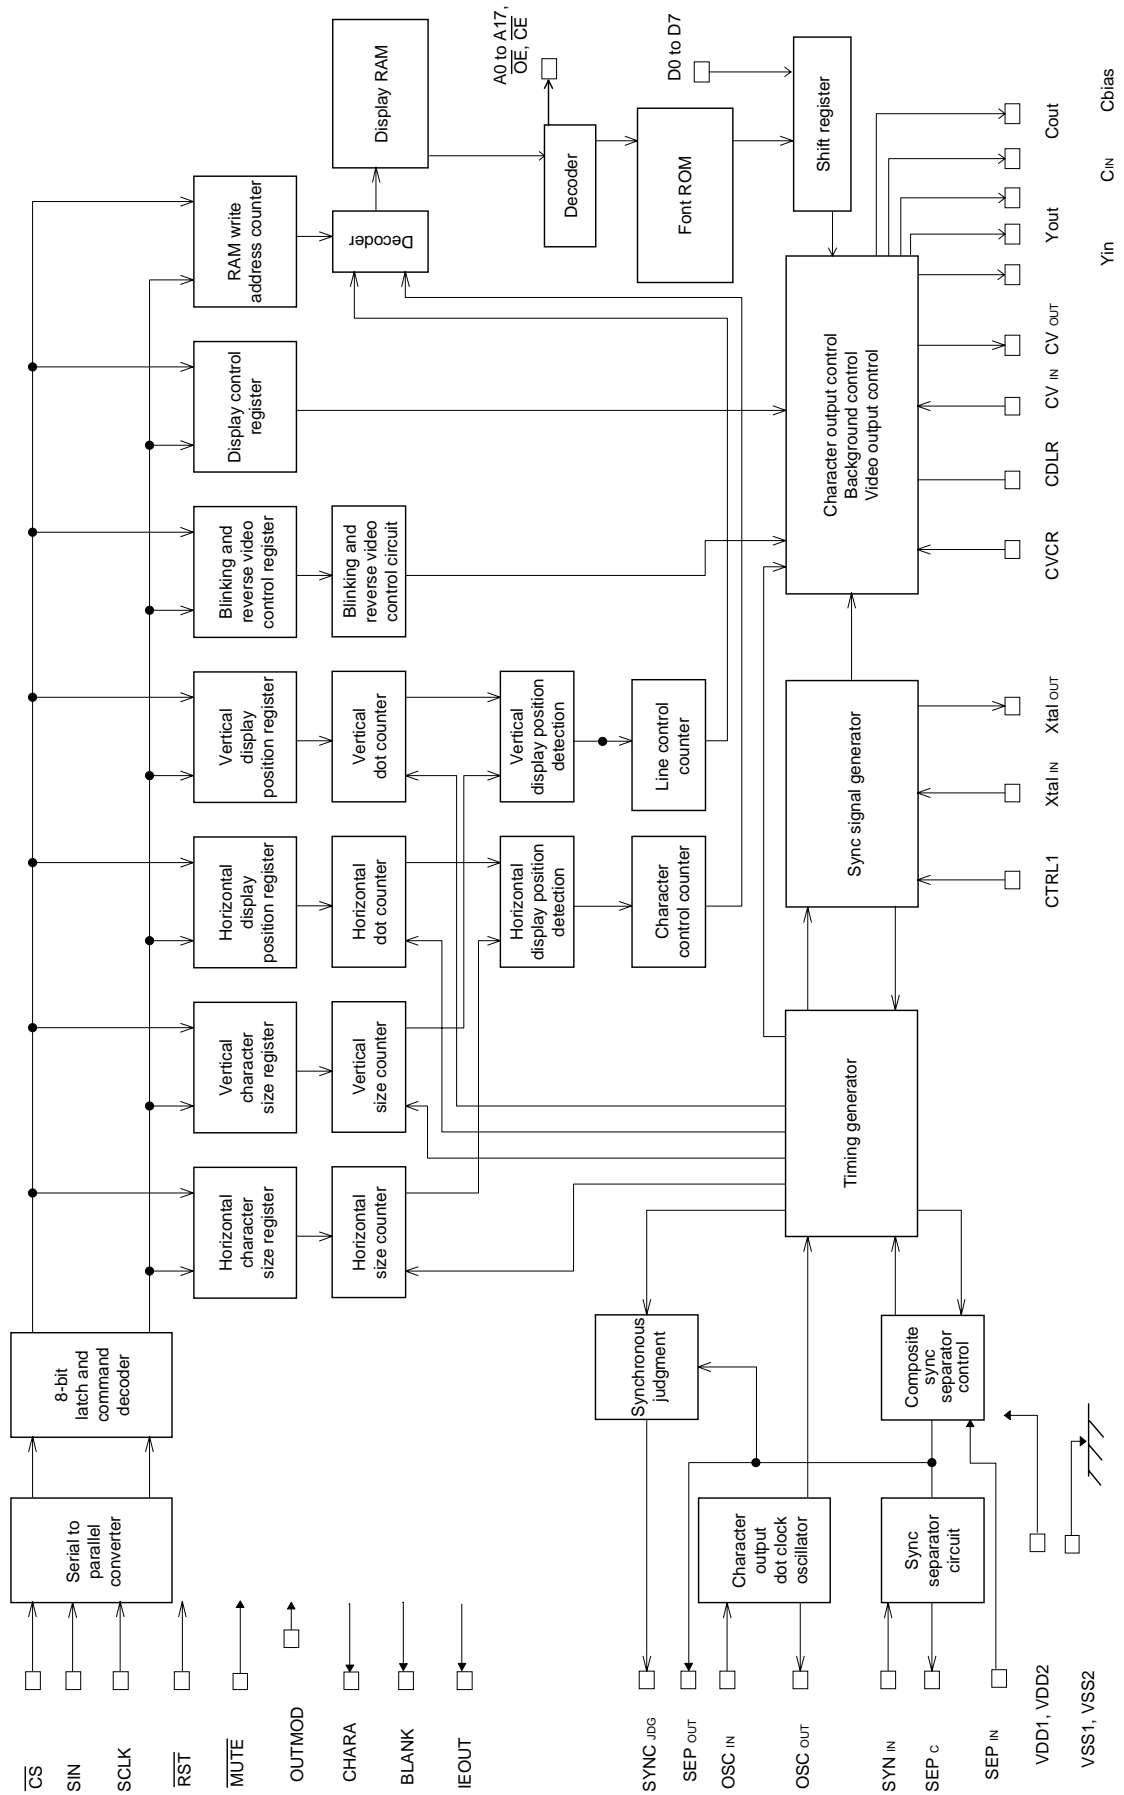 CS
SIN
SCLK
RST
MUTE
OUTMOD
CHARA
BLANK
IEOUT
SYNC JDG
SEP OUT
OSC IN
OSC OUT
SYN IN
SEP C
SEP IN
VDD1, VDD2
VSS1, VSS2
Serial to
parallel
converter
8-bit
latch and
command
decoder
Horizontal
character
size register
Horizontal
size counter
Vertical
character
size register
Vertical
size counter
Horizontal
display
position register
Horizontal
dot counter
Horizontal
display position
detection
Character
control counter
Vertical
display
position register
Vertical
dot counter
Vertical
display position
detection
Line control
counter
Blinking and
reverse video
control register
Blinking and
reverse video
control circuit
Display control
register
RAM write
address counter
Decoder
Display RAM
Decoder
A0 to A17,
OE, CE
Font ROM
D0 to D7
Shift register
Synchronous
judgment
Character
output
dot clock
oscillator
Sync
separator
circuit
Composite
sync
separator
control
Timing generator
Sync signal generator
Character output control
Background control
Video output control
CTRL1
Xtal IN
Xtal OUT
CVCR
CDLR
CV IN
CV OUT
Yin
Yout
CIN
Cout
Cbias